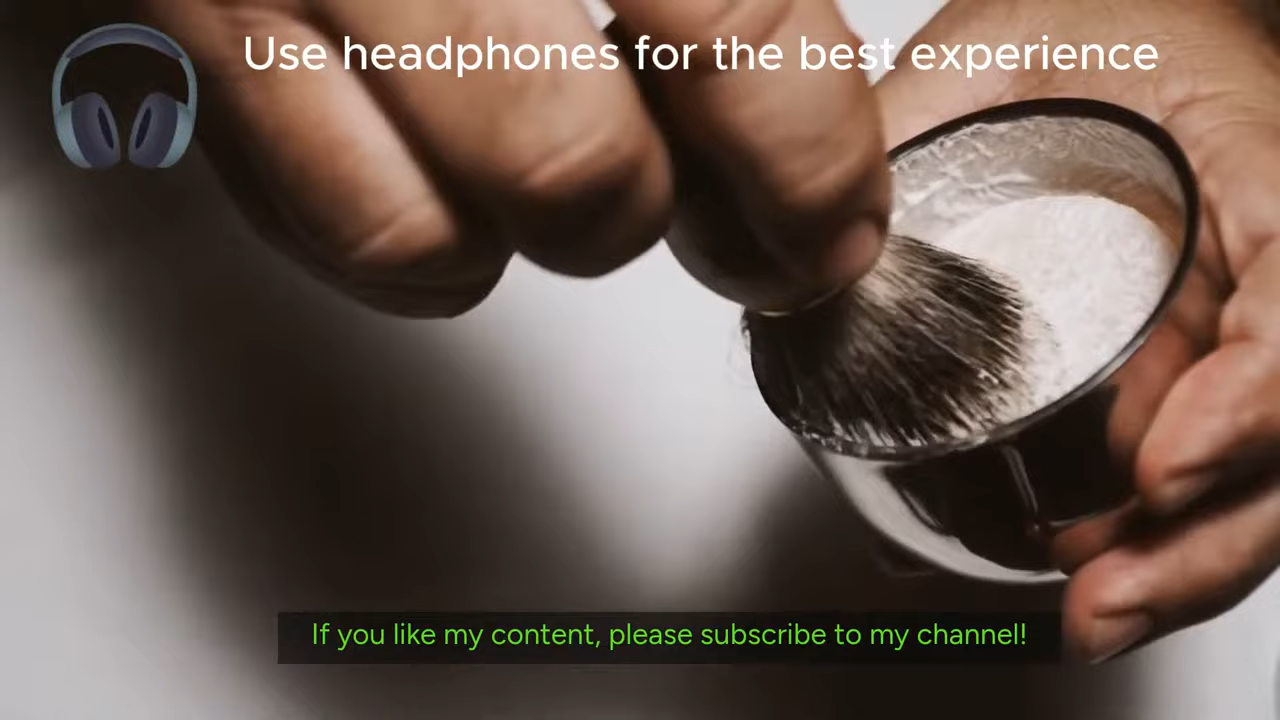 Use headphones for the best experience
If you like my content, please subscribe to my channel!